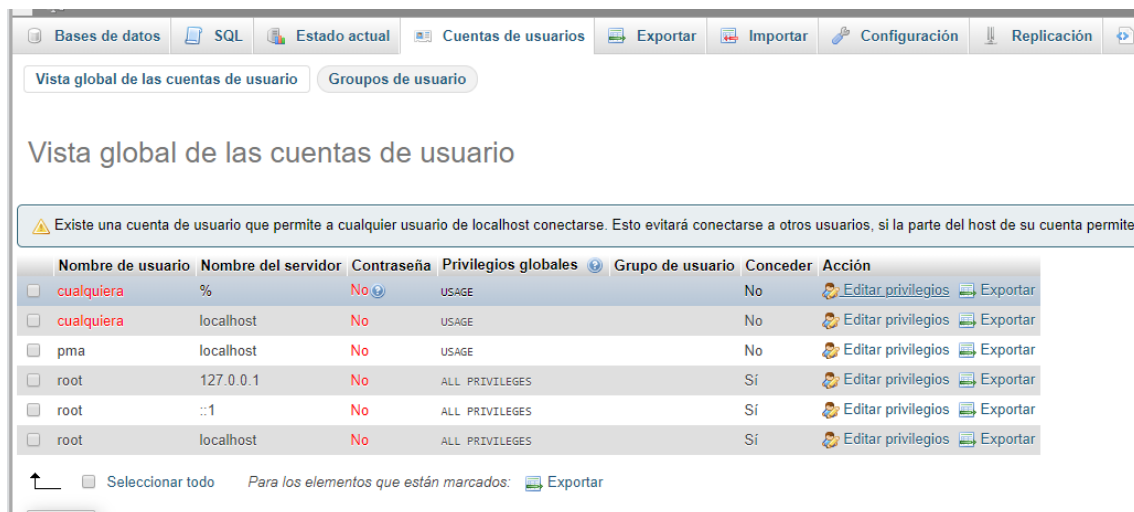 Bases de datos SQL Estado actual Cuentas de usuarios Exportar Importar Configuración Replicación
Vista global de las cuentas de usuario Groupos de usuario
Vista global de las cuentas de usuario
Existe una cuenta de usuario que permite a cualquier usuario de localhost conectarse. Esto evitará conectarse a otros usuarios, si la parte del host de su cuenta permite
Nombre de usuario Nombre del servidor Contraseña Privilegios globales Grupo de usuario Conceder Acción
cualquiera % No USAGE No Editar privilegios Exportar
cualquiera localhost No USAGE No Editar privilegios Exportar
pma localhost No USAGE No Editar privilegios Exportar
root 127.0.0.1 No ALL PRIVILEGES Sí Editar privilegios Exportar
root ::1 No ALL PRIVILEGES Sí Editar privilegios Exportar
root localhost No ALL PRIVILEGES Sí Editar privilegios Exportar
Seleccionar todo Para los elementos que están marcados: Exportar